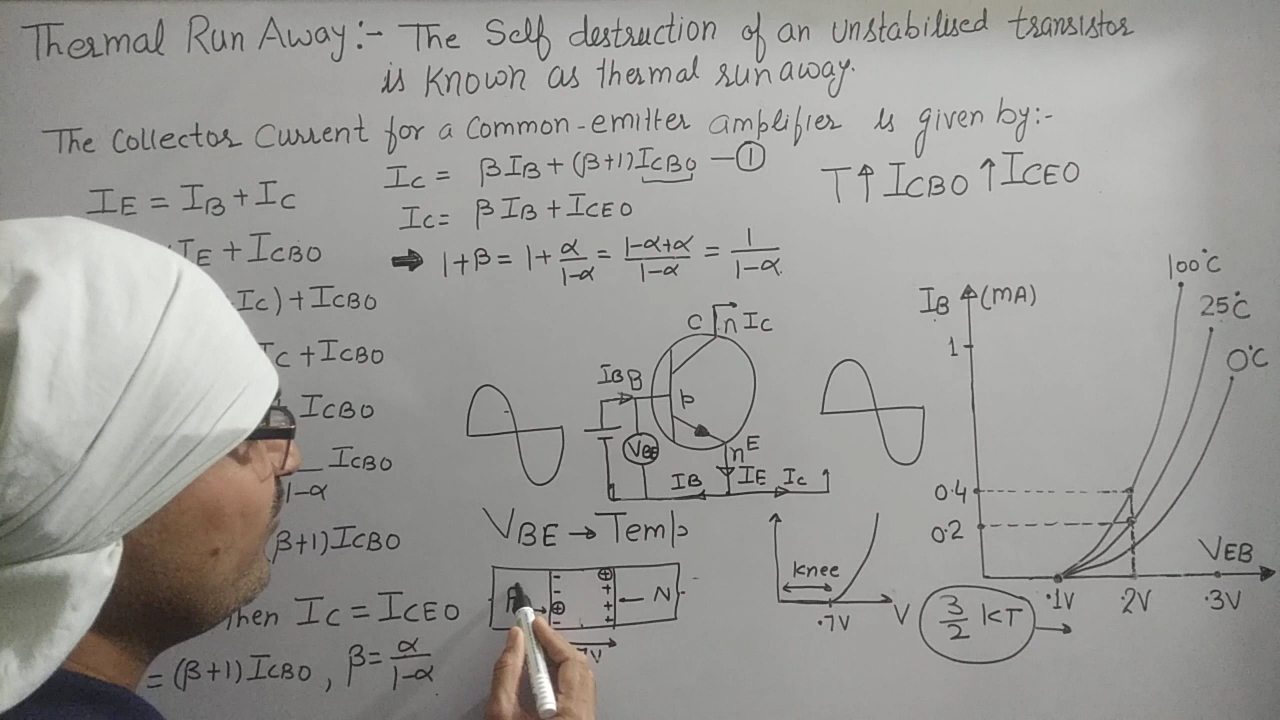 Thermal Run Away:- The Self destruction of an unstabilised transistor
is known as thermal runaway.
The Collector Current for a Common-emitter amplifier is given by:-
IC = βIB + (β+1)ICBO —①
IC = βIB + ICEO
➡ 1+β = 1+ α/1-α = 1-α+α/1-α = 1/1-α
T↑ ICBO ↑ ICEO
IE = IB + IC
IE + ICBO
IC) + ICBO
C + ICBO
ICBO
ICBO
1-α
β+1)ICBO
then IC = ICEO
= (β+1)ICBO , β = α/1-α
C n IC
IB B
p
VBE
n E
IB IE IC
VBE → Temp
- + ⊕
- +
- +
⊕ +
N
knee
.7V V
IB (mA)
100°C
25°C
0°C
1
0.4
0.2
VEB
.1V .2V .3V
3/2 KT →